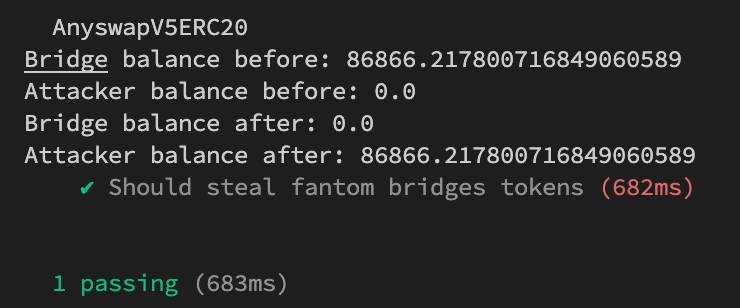 AnyswapV5ERC20
Bridge balance before: 86866.217800716849060589
Attacker balance before: 0.0
Bridge balance after: 0.0
Attacker balance after: 86866.217800716849060589
✔ Should steal fantom bridges tokens (682ms)
1 passing (683ms)